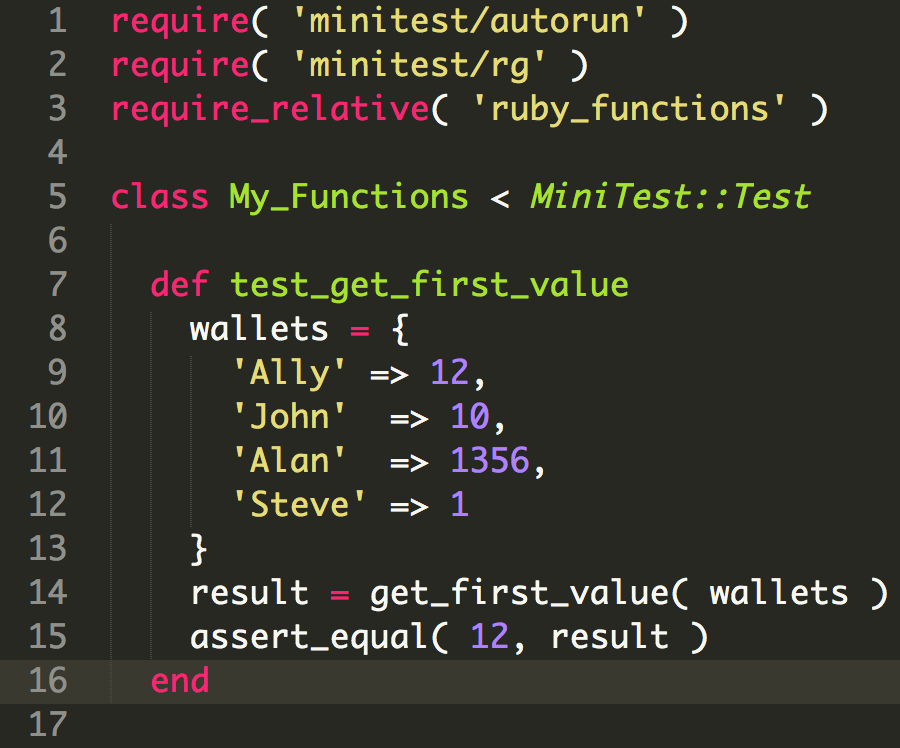 1 require( 'minitest/autorun' )
2 require( 'minitest/rg' )
3 require_relative( 'ruby_functions' )
4
5 class My_Functions < MiniTest::Test
6
7   def test_get_first_value
8     wallets = {
9       'Ally' => 12,
10       'John'  => 10,
11       'Alan'  => 1356,
12       'Steve' => 1
13     }
14     result = get_first_value( wallets )
15     assert_equal( 12, result )
16   end
17